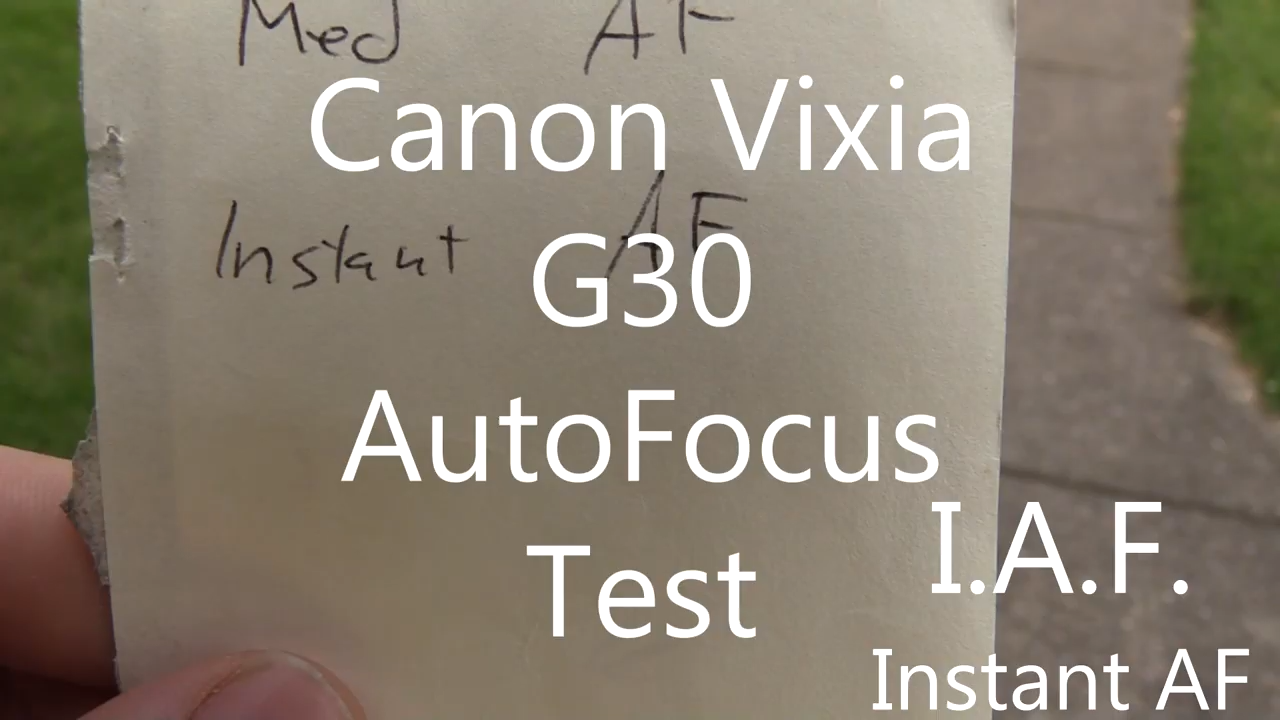 Med AF
Canon Vixia
Instant AF
G30
AutoFocus
I.A.F.
Test
Instant AF